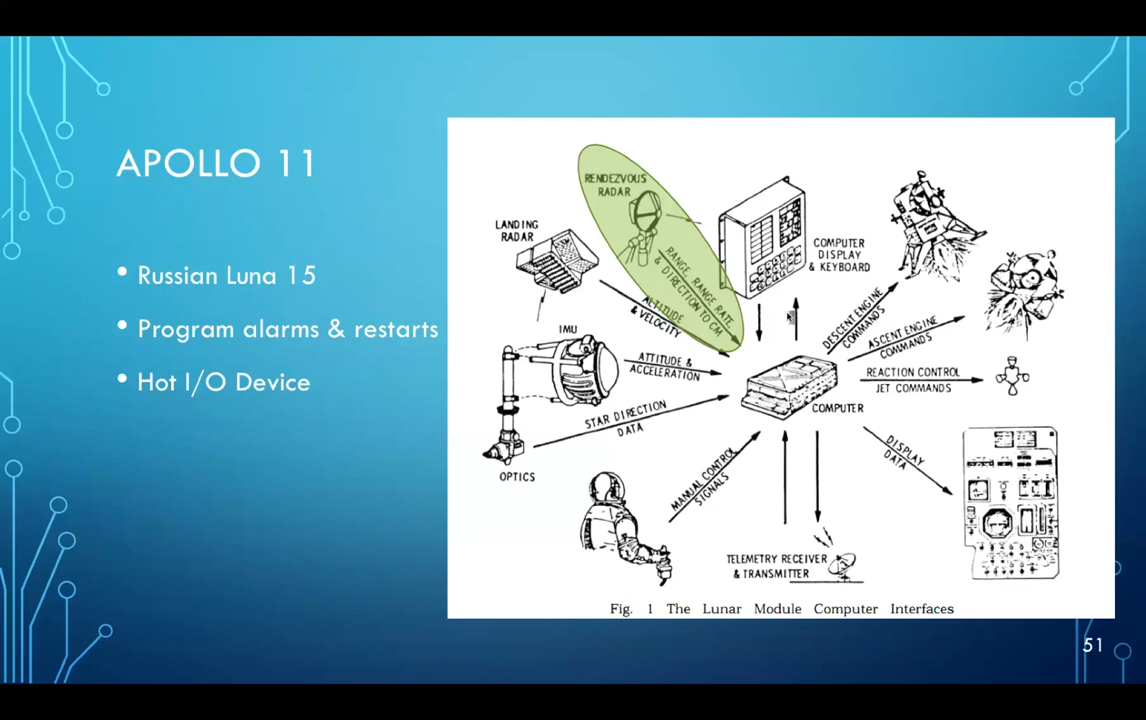 APOLLO 11
• Russian Luna 15
• Program alarms & restarts
• Hot I/O Device
RENDEZVOUS
RADAR
RANGE, RANGE RATE
& DIRECTION TO CM
LANDING
RADAR
ALTITUDE
& VELOCITY
COMPUTER
DISPLAY
& KEYBOARD
IMU
ATTITUDE &
ACCELERATION
STAR DIRECTION
DATA
OPTICS
MANUAL CONTROL
SIGNALS
COMPUTER
DESCENT ENGINE
COMMANDS
ASCENT ENGINE
COMMANDS
REACTION CONTROL
JET COMMANDS
DISPLAY
DATA
TELEMETRY RECEIVER
& TRANSMITTER
Fig. 1 The Lunar Module Computer Interfaces
51